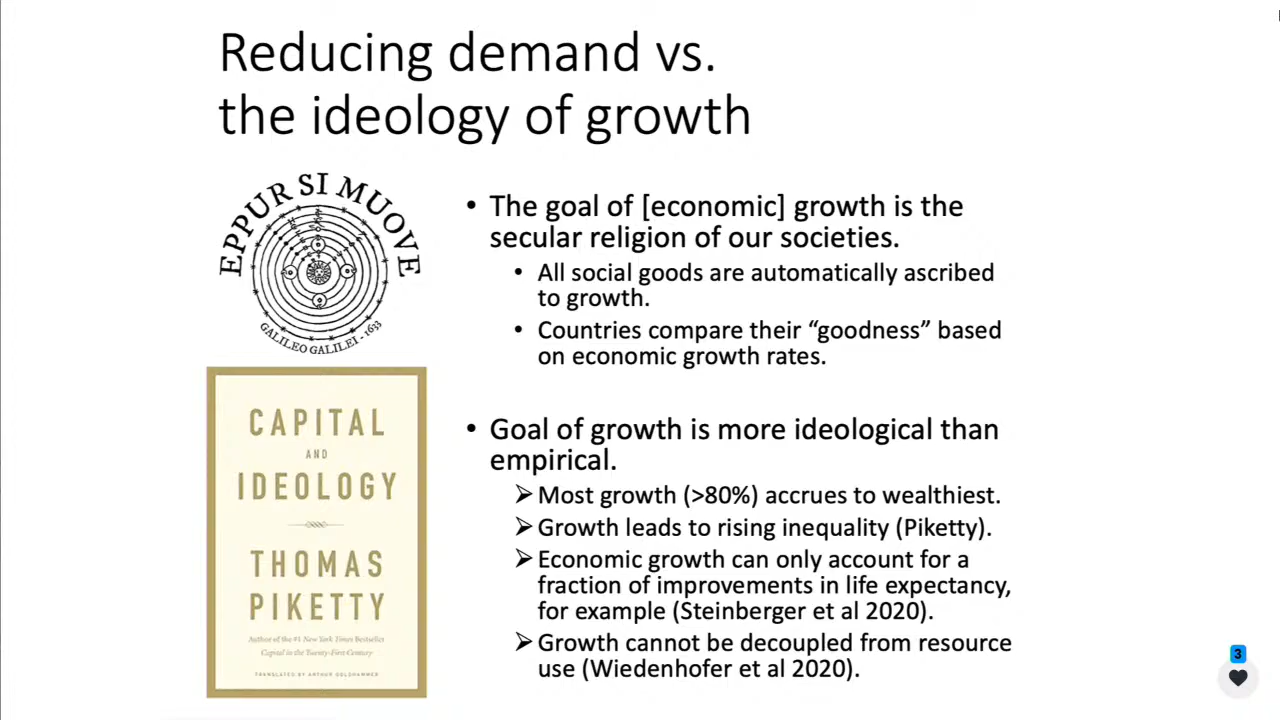 Reducing demand vs.
the ideology of growth
EPPUR SI MUOVE
GALILEO GALILEI - 1633
• The goal of [economic] growth is the
secular religion of our societies.
• All social goods are automatically ascribed
to growth.
• Countries compare their “goodness” based
on economic growth rates.
CAPITAL
AND
IDEOLOGY
THOMAS
PIKETTY
Author of the #1 New York Times Bestseller
Capital in the Twenty-First Century
TRANSLATED BY ARTHUR GOLDHAMMER
• Goal of growth is more ideological than
empirical.
➢ Most growth (>80%) accrues to wealthiest.
➢ Growth leads to rising inequality (Piketty).
➢ Economic growth can only account for a
fraction of improvements in life expectancy,
for example (Steinberger et al 2020).
➢ Growth cannot be decoupled from resource
use (Wiedenhofer et al 2020).
3